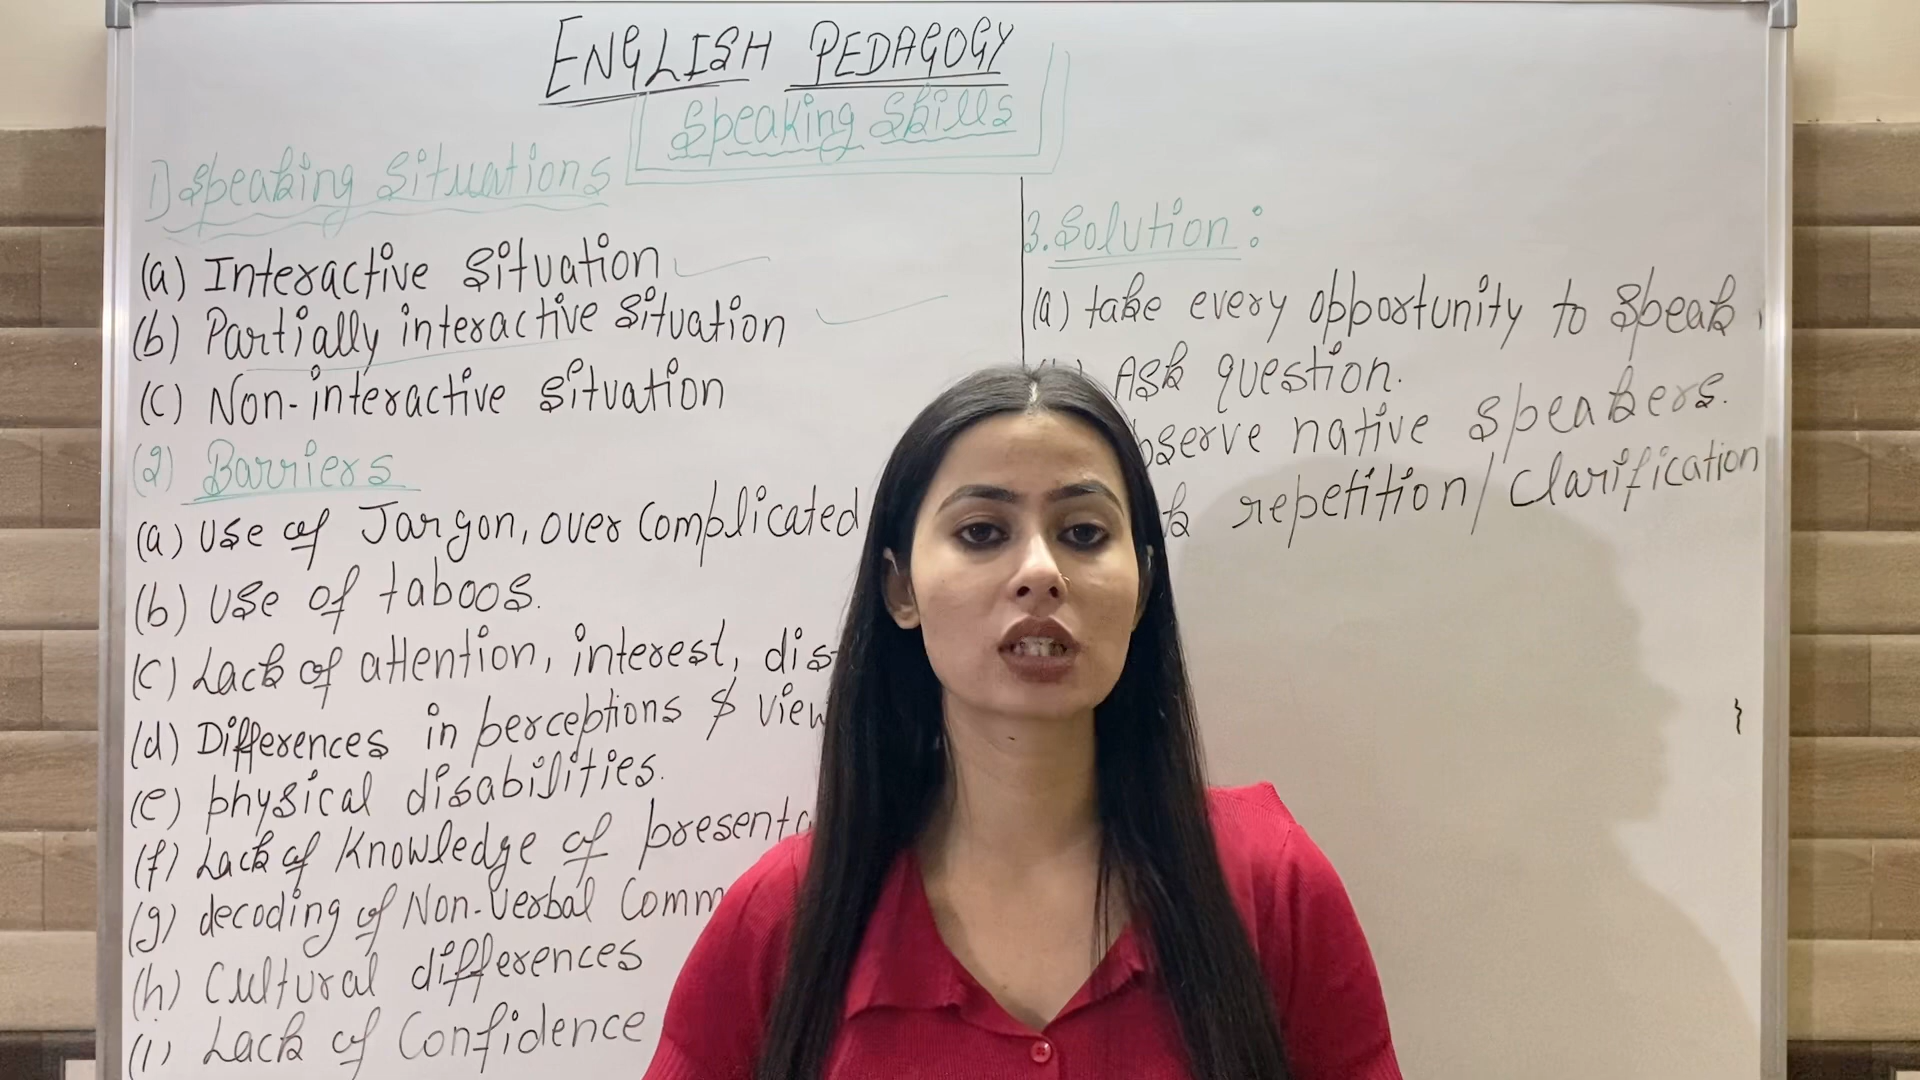 ENGLISH PEDAGOGY
Speaking Skills
1) Speaking Situations
(a) Interactive Situation
(b) Partially interactive Situation
(c) Non-interactive Situation
(2) Barriers
(a) Use of Jargon, over Complicated
(b) Use of taboos.
(c) Lack of attention, interest,
(d) Differences in perceptions & view
(e) physical disabilities.
(f) Lack of Knowledge of
(g) decoding of Non-Verbal Comm
(h) Cultural differences
(i) Lack of Confidence
3. Solution :
(a) take every opportunity to Speak
Ask question.
native Speakers.
repetition/ Clarification